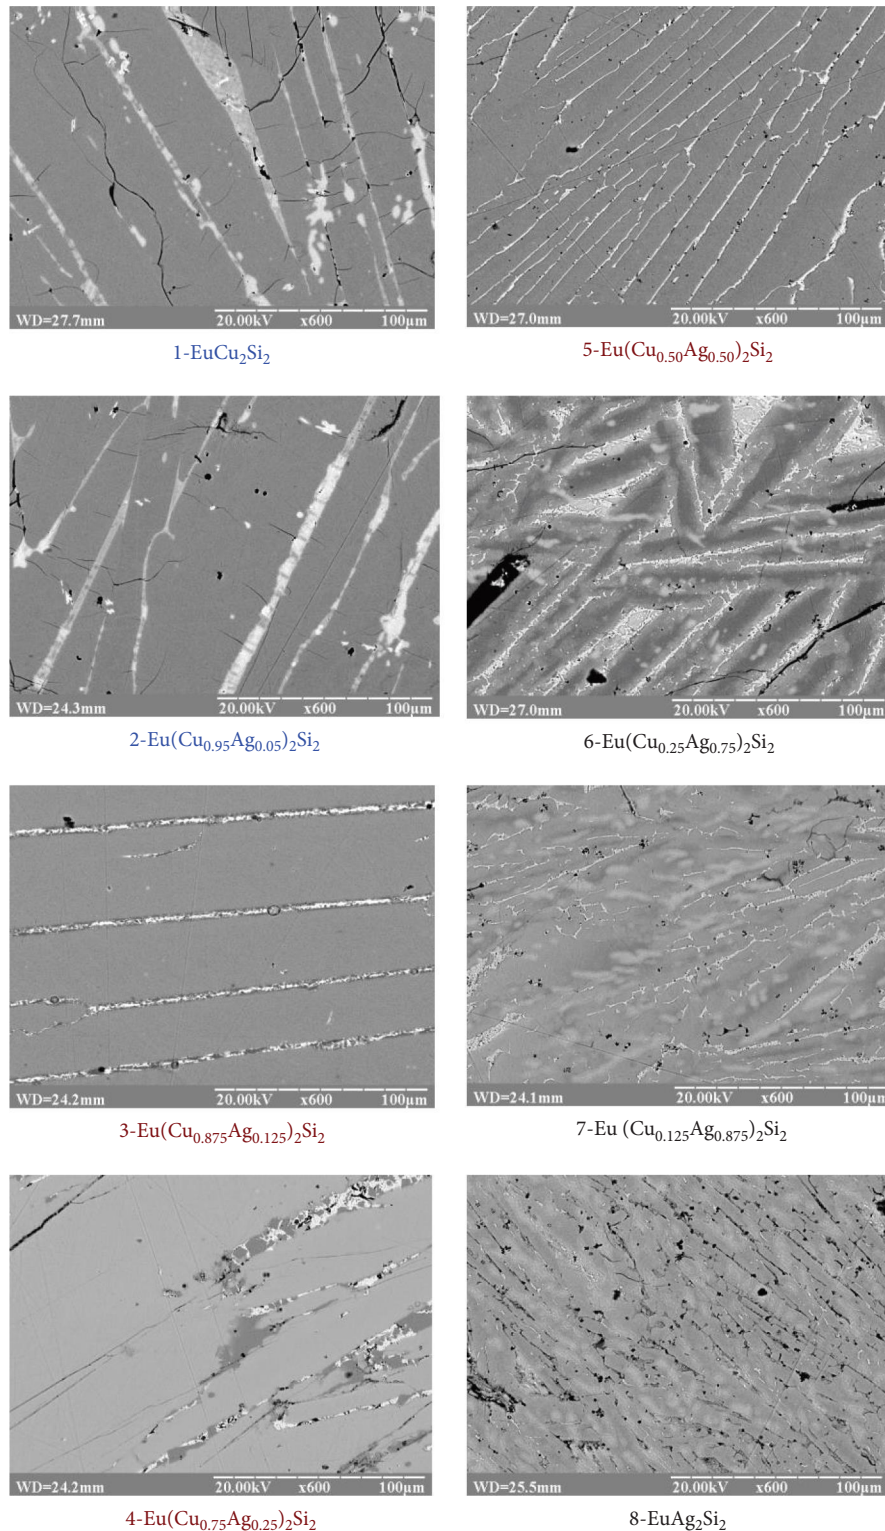 WD=27.7mm 20.00kV x600 100µm
1-EuCu₂Si₂
WD=24.3mm 20.00kV x600 100µm
2-Eu(Cu₀.₉₅Ag₀.₀₅)₂Si₂
WD=24.2mm 20.00kV x600 100µm
3-Eu(Cu₀.₈₇₅Ag₀.₁₂₅)₂Si₂
WD=24.2mm 20.00kV x600 100µm
4-Eu(Cu₀.₇₅Ag₀.₂₅)₂Si₂
WD=27.0mm 20.00kV x600 100µm
5-Eu(Cu₀.₅₀Ag₀.₅₀)₂Si₂
WD=27.0mm 20.00kV x600 100µm
6-Eu(Cu₀.₂₅Ag₀.₇₅)₂Si₂
WD=24.1mm 20.00kV x600 100µm
7-Eu (Cu₀.₁₂₅Ag₀.₈₇₅)₂Si₂
WD=25.5mm 20.00kV x600 100µm
8-EuAg₂Si₂